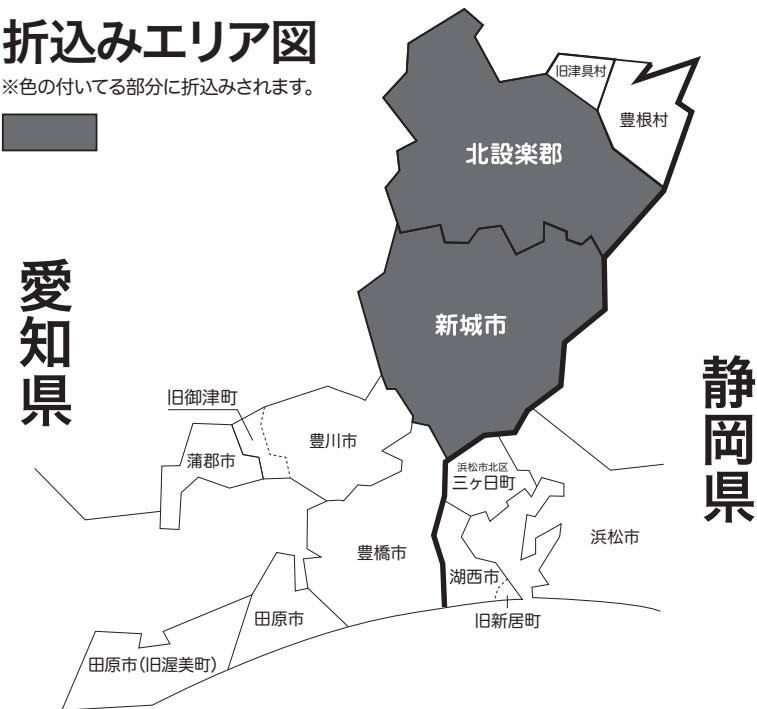 折込みエリア図
※色の付いてる部分に折込みされます。
旧津具村
豊根村
北設楽郡
愛知県
新城市
静岡県
旧御津町
豊川市
蒲郡市
浜松市北区
三ヶ日町
浜松市
豊橋市
湖西市
旧新居町
田原市
田原市(旧渥美町)